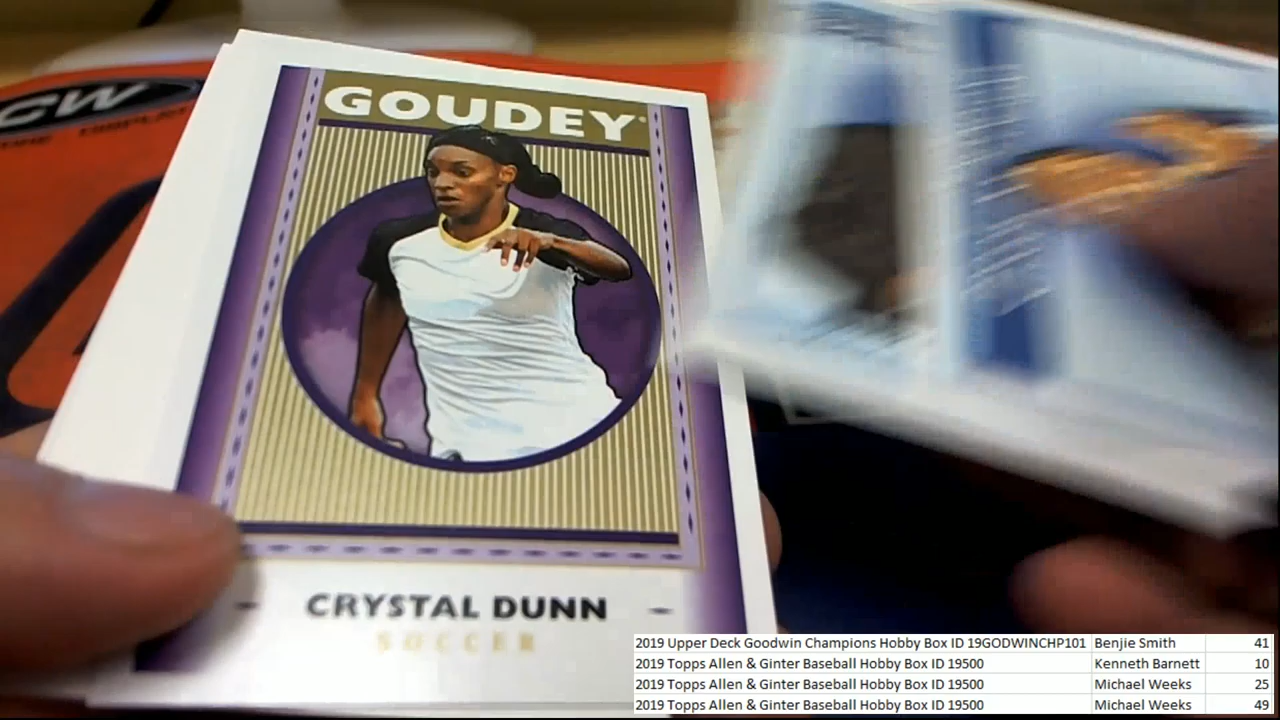 GOUDEY
CRYSTAL DUNN
SOCCER
2019 Upper Deck Goodwin Champions Hobby Box ID 19GODWINCHP101 Benjie Smith 41
2019 Topps Allen & Ginter Baseball Hobby Box ID 19500 Kenneth Barnett 10
2019 Topps Allen & Ginter Baseball Hobby Box ID 19500 Michael Weeks 25
2019 Topps Allen & Ginter Baseball Hobby Box ID 19500 Michael Weeks 49